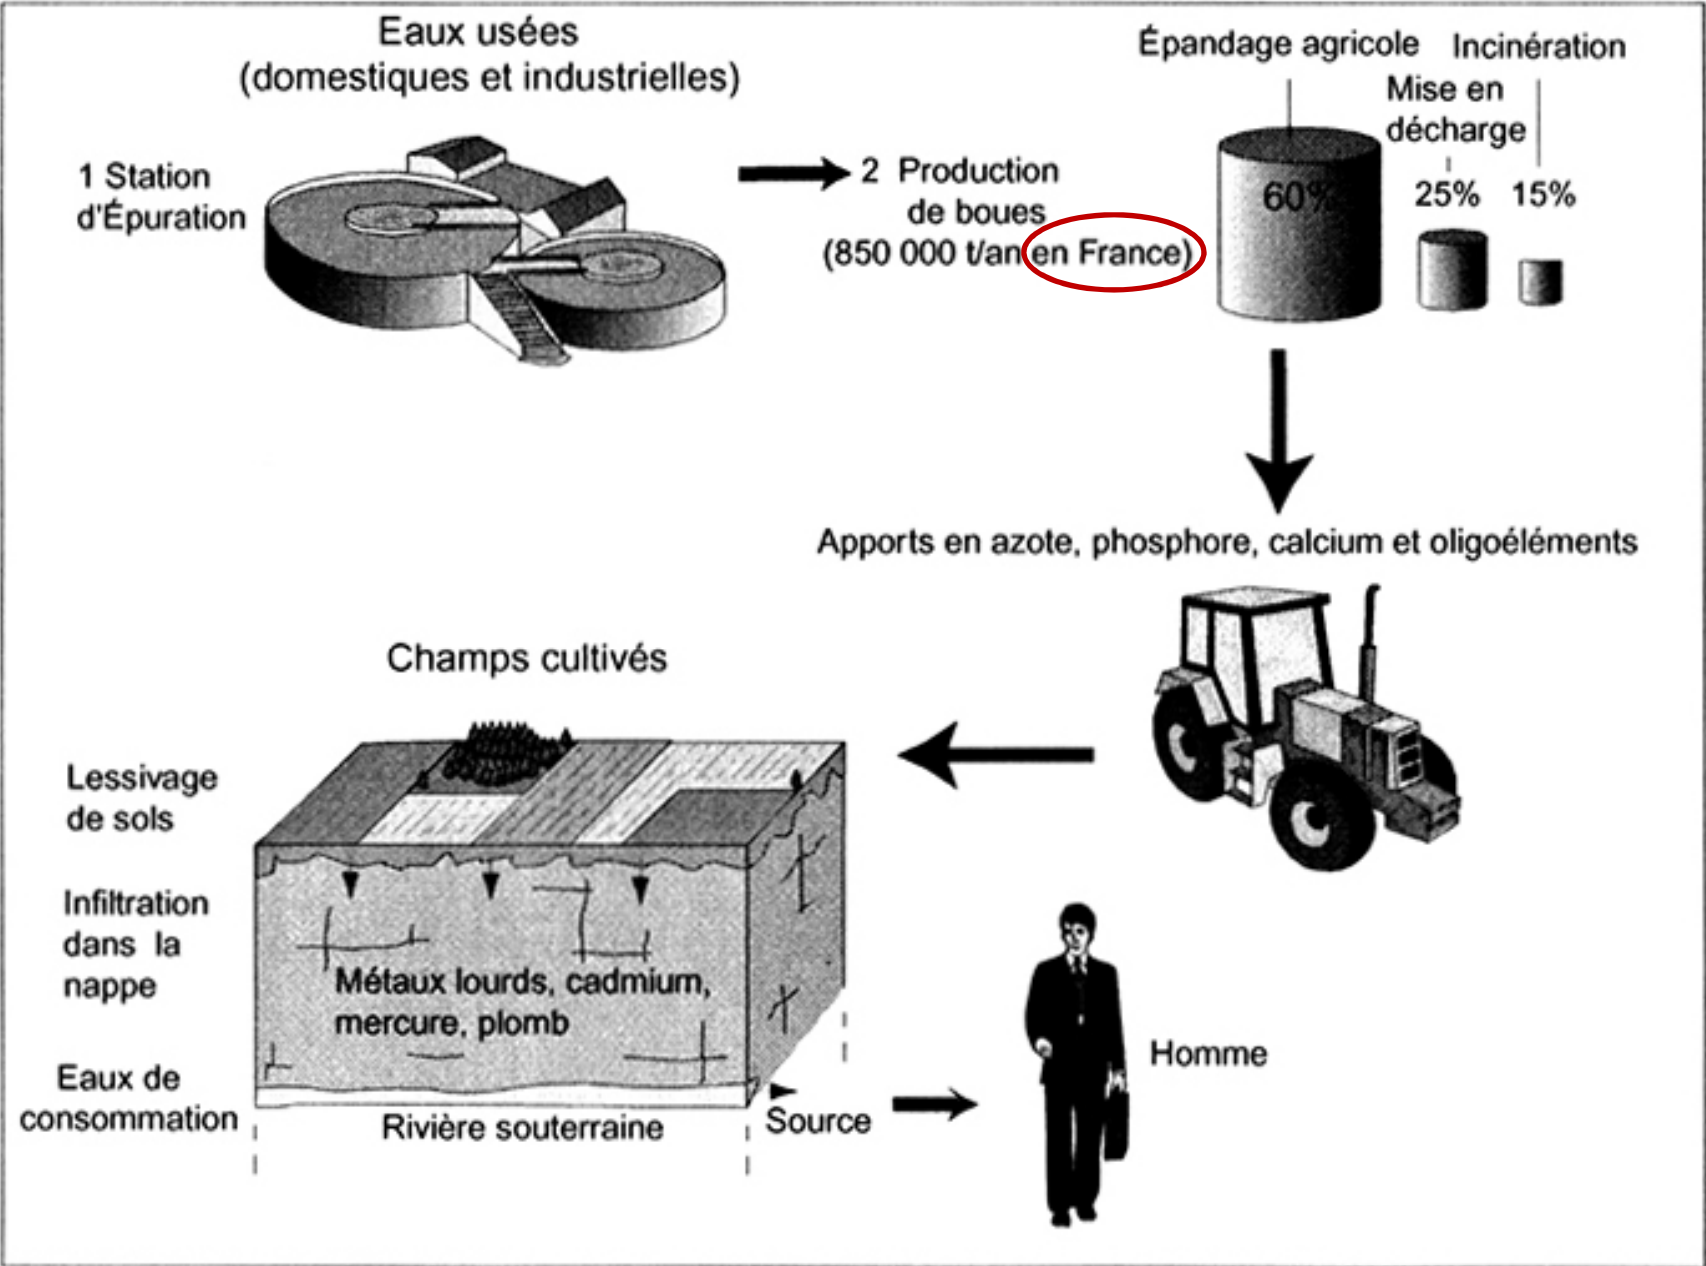 Eaux usées
(domestiques et industrielles)
1 Station
d'Épuration
2 Production
de boues
(850 000 t/an en France)
Épandage agricole
Incinération
Mise en
décharge
60%
25%
15%
Apports en azote, phosphore, calcium et oligoéléments
Champs cultivés
Lessivage
de sols
Infiltration
dans la
nappe
Métaux lourds, cadmium,
mercure, plomb
Eaux de
consommation
Rivière souterraine
Source
Homme